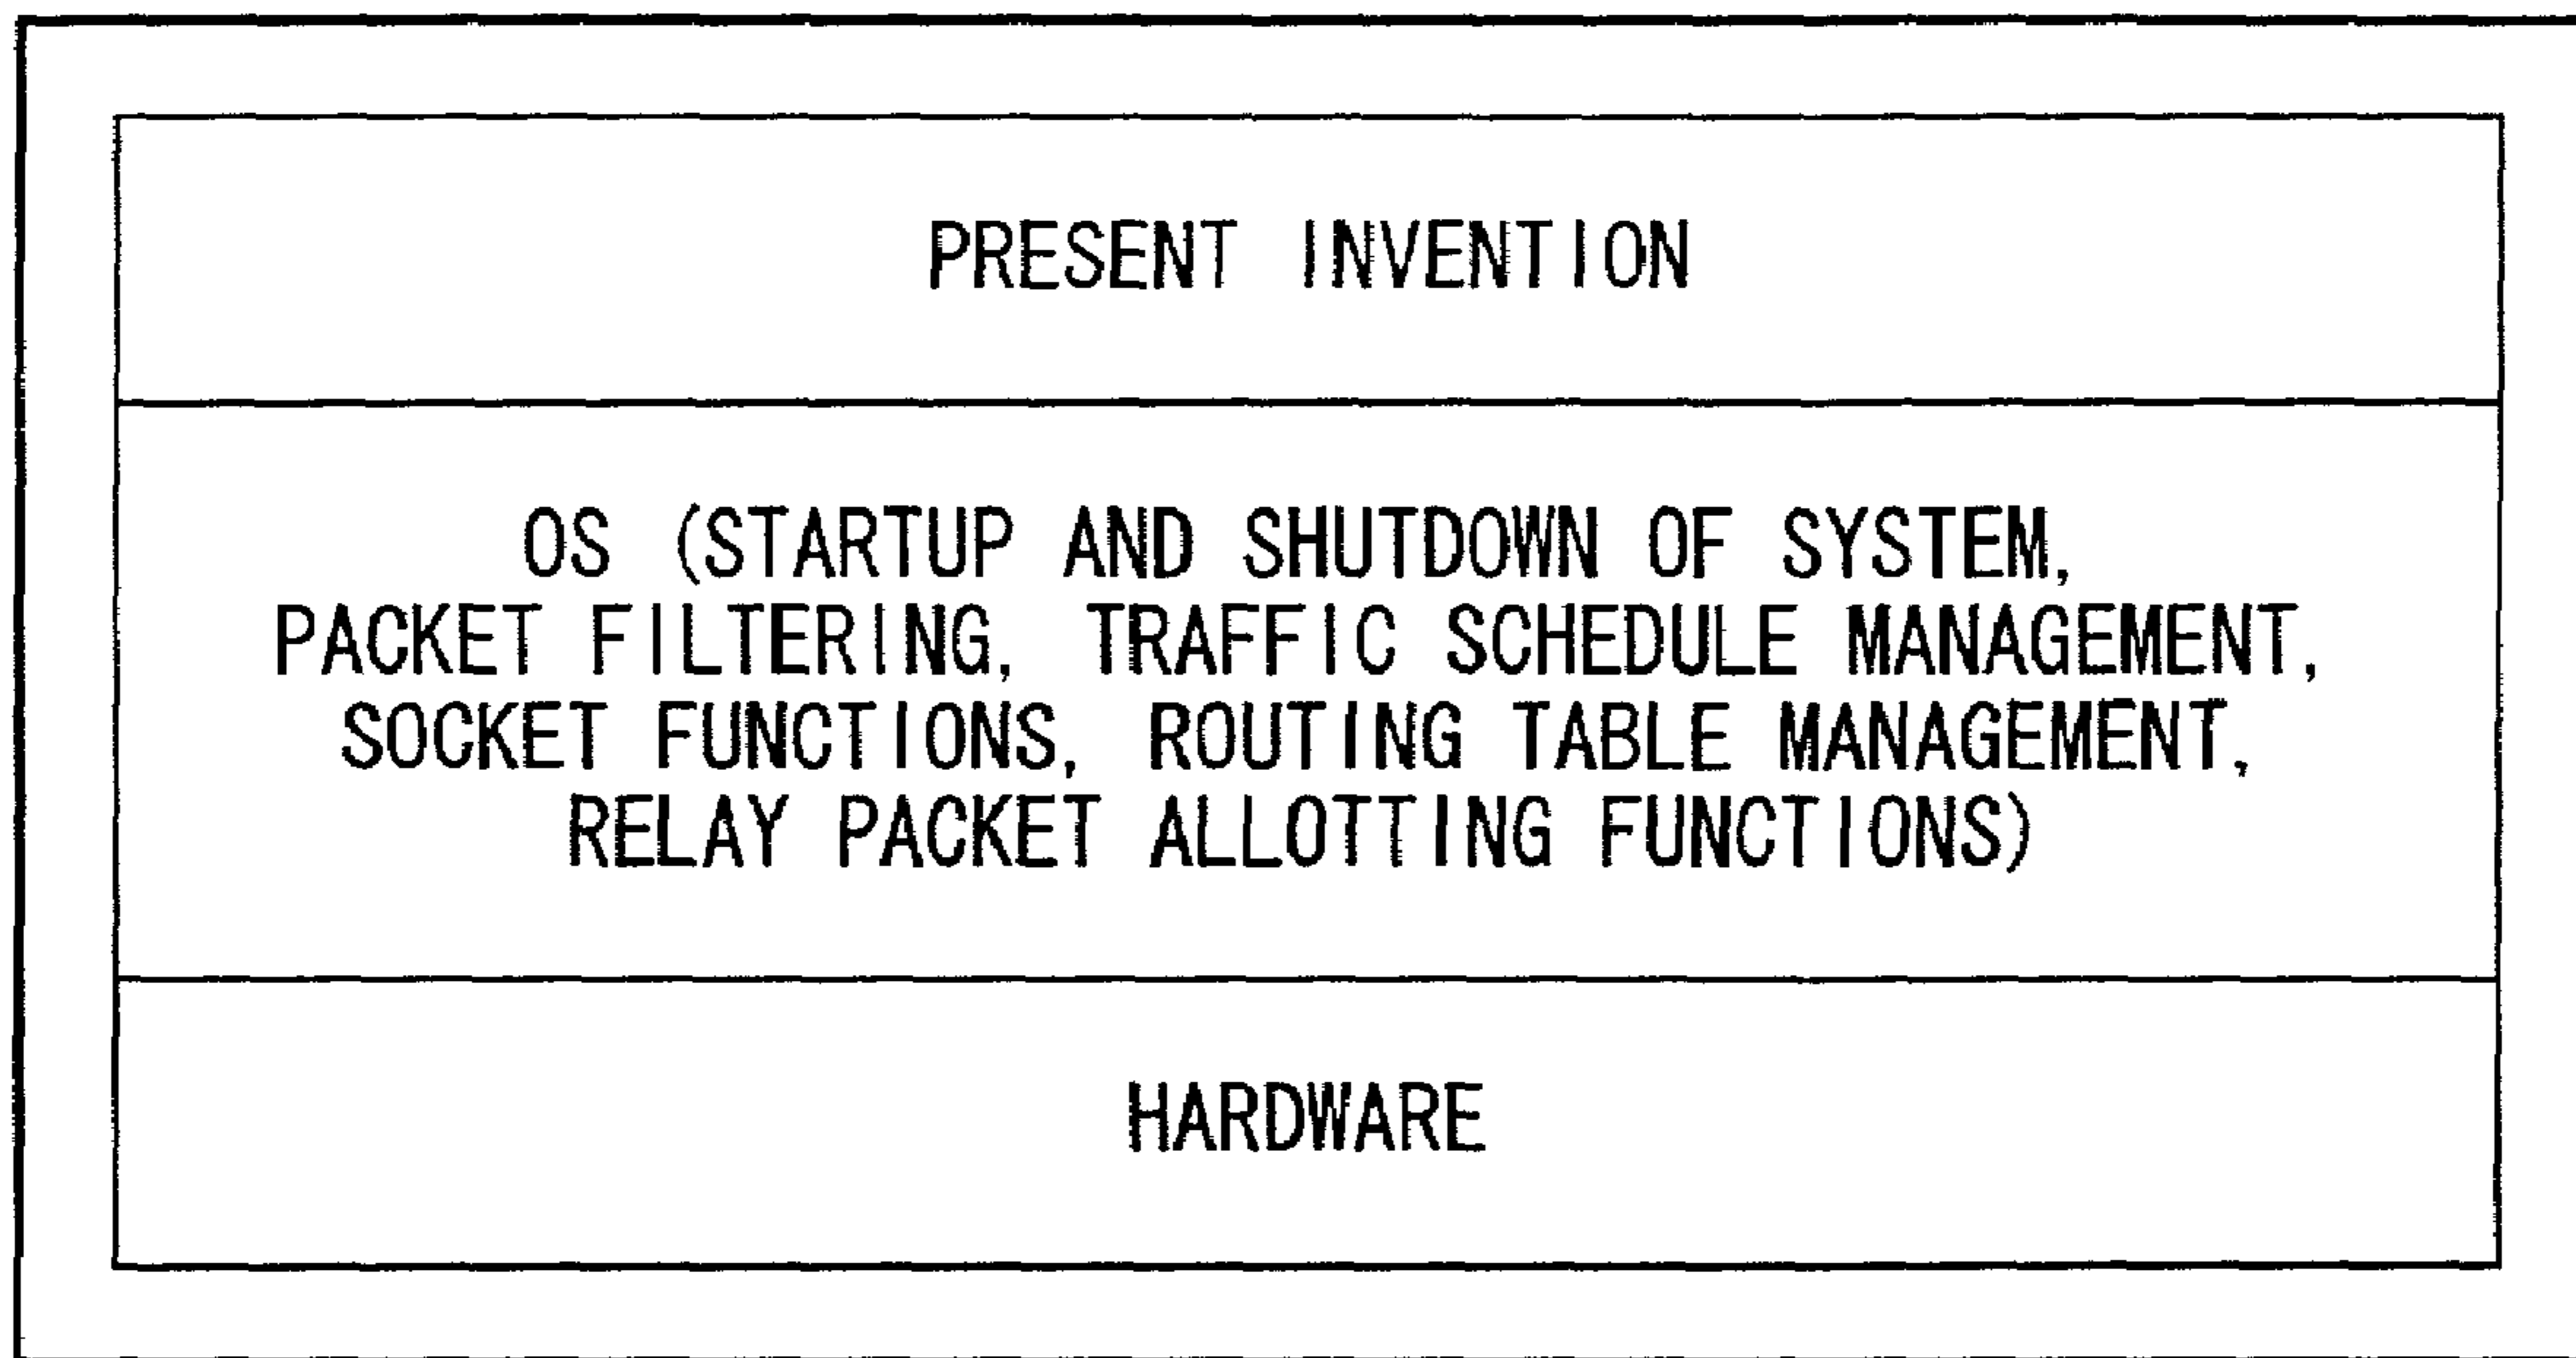 PRESENT INVENTION
OS (STARTUP AND SHUTDOWN OF SYSTEM,
PACKET FILTERING, TRAFFIC SCHEDULE MANAGEMENT,
SOCKET FUNCTIONS, ROUTING TABLE MANAGEMENT,
RELAY PACKET ALLOTTING FUNCTIONS)
HARDWARE